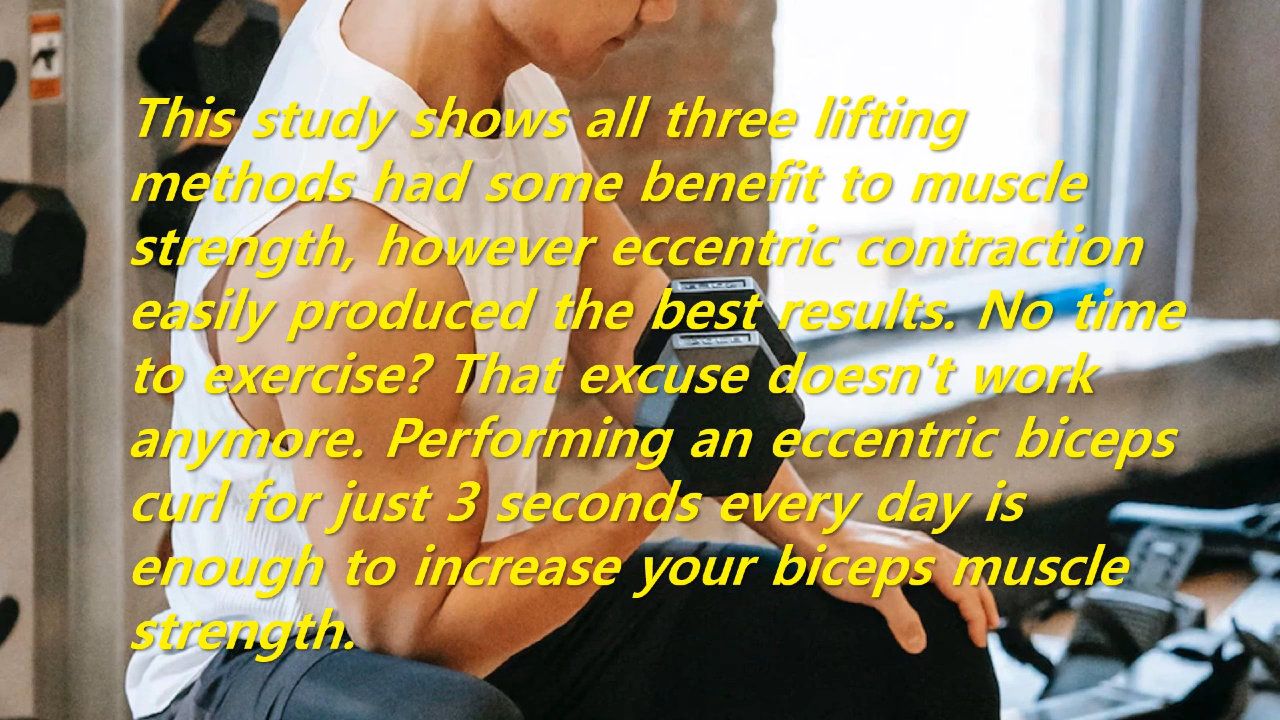 This study shows all three lifting
methods had some benefit to muscle
strength, however eccentric contraction
easily produced the best results. No time
to exercise? That excuse doesn't work
anymore. Performing an eccentric biceps
curl for just 3 seconds every day is
enough to increase your biceps muscle
strength.